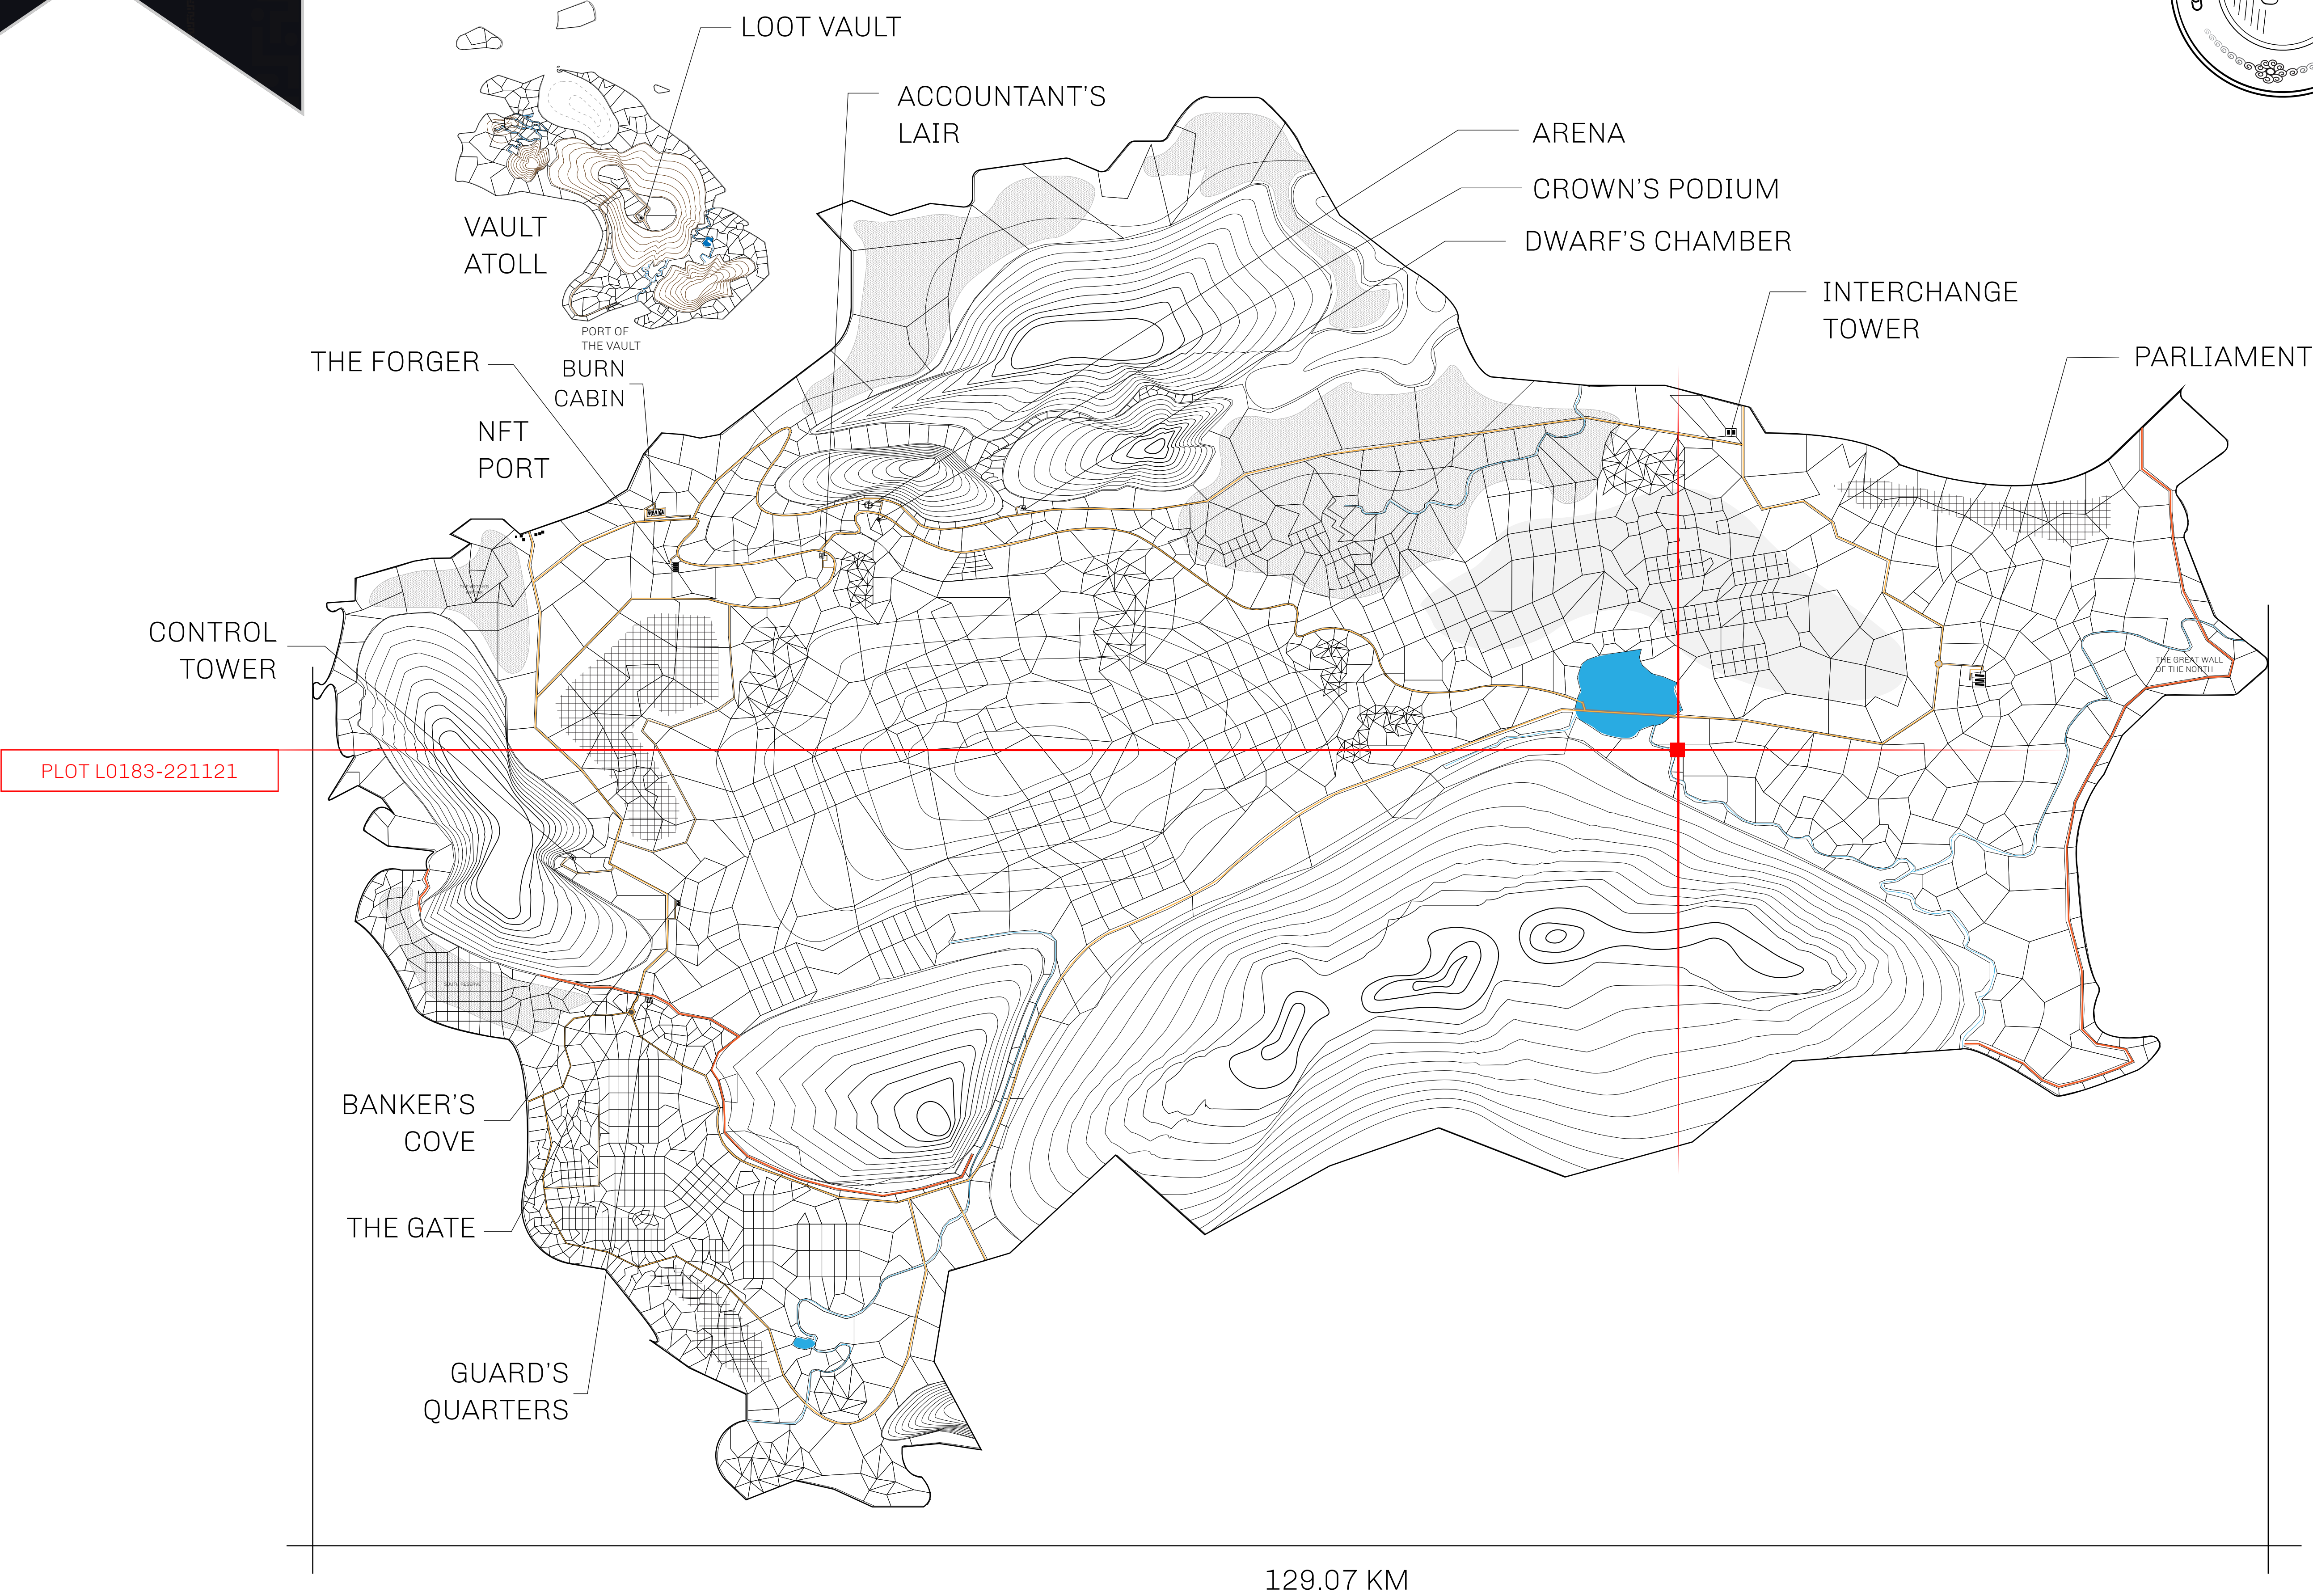 LOOT VAULT
ACCOUNTANT'S
LAIR
ARENA
CROWN'S PODIUM
DWARF'S CHAMBER
VAULT
ATOLL
INTERCHANGE
TOWER
PORT OF
THE VAULT
PARLIAMENT
THE FORGER
BURN
CABIN
NFT
PORT
CONTROL
TOWER
THE GREAT WALL
OF THE NORTH
PLOT L0183-221121
SOUTH RESERVE
BANKER'S
COVE
THE GATE
GUARD'S
QUARTERS
129.07 KM